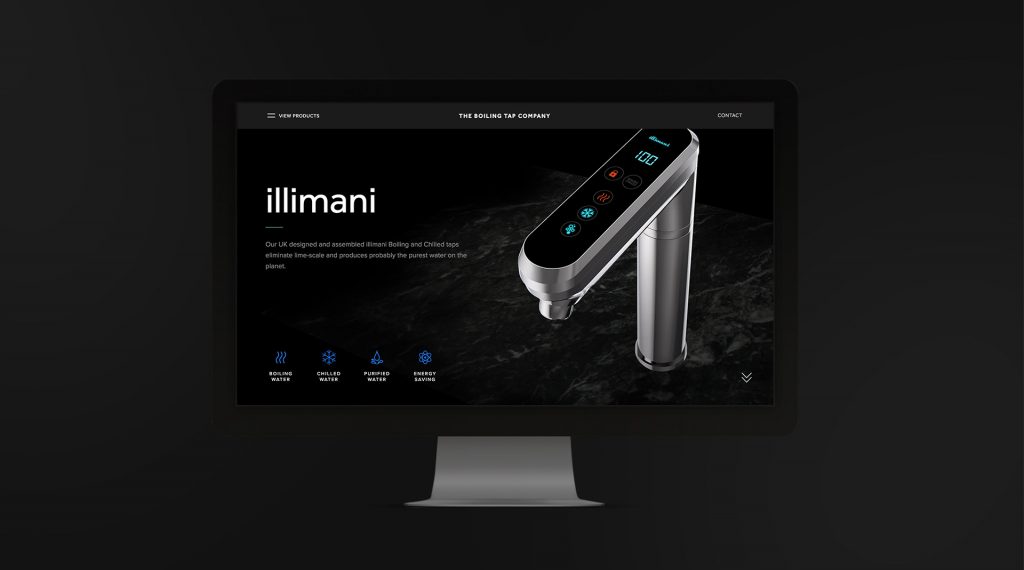 VIEW PRODUCTS
THE BOILING TAP COMPANY
CONTACT
illimani
100
illimani
Our UK designed and assembled illimani Boiling and Chilled taps
eliminate lime-scale and produces probably the purest water on the
planet.
BOILING
WATER
CHILLED
WATER
PURIFIED
WATER
ENERGY
SAVING